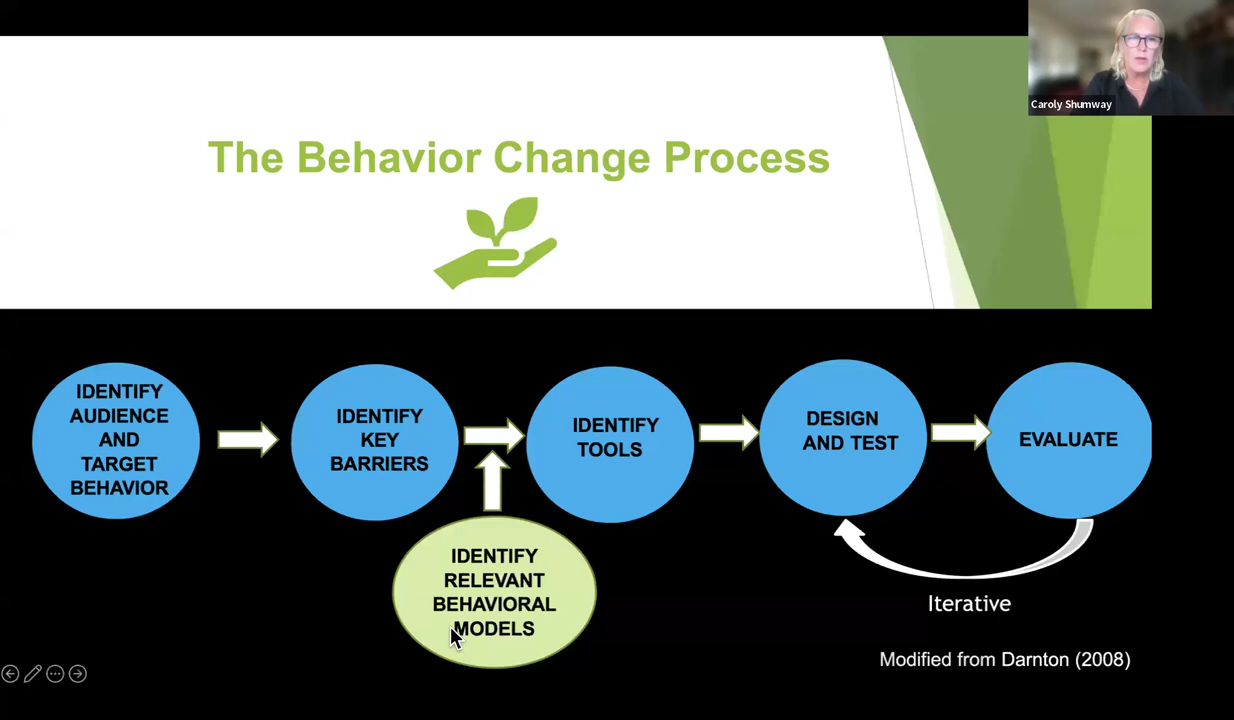 Caroly Shumway
The Behavior Change Process
IDENTIFY
AUDIENCE
AND
TARGET
BEHAVIOR
IDENTIFY
KEY
BARRIERS
IDENTIFY
TOOLS
DESIGN
AND TEST
EVALUATE
IDENTIFY
RELEVANT
BEHAVIORAL
MODELS
Iterative
Modified from Darnton (2008)